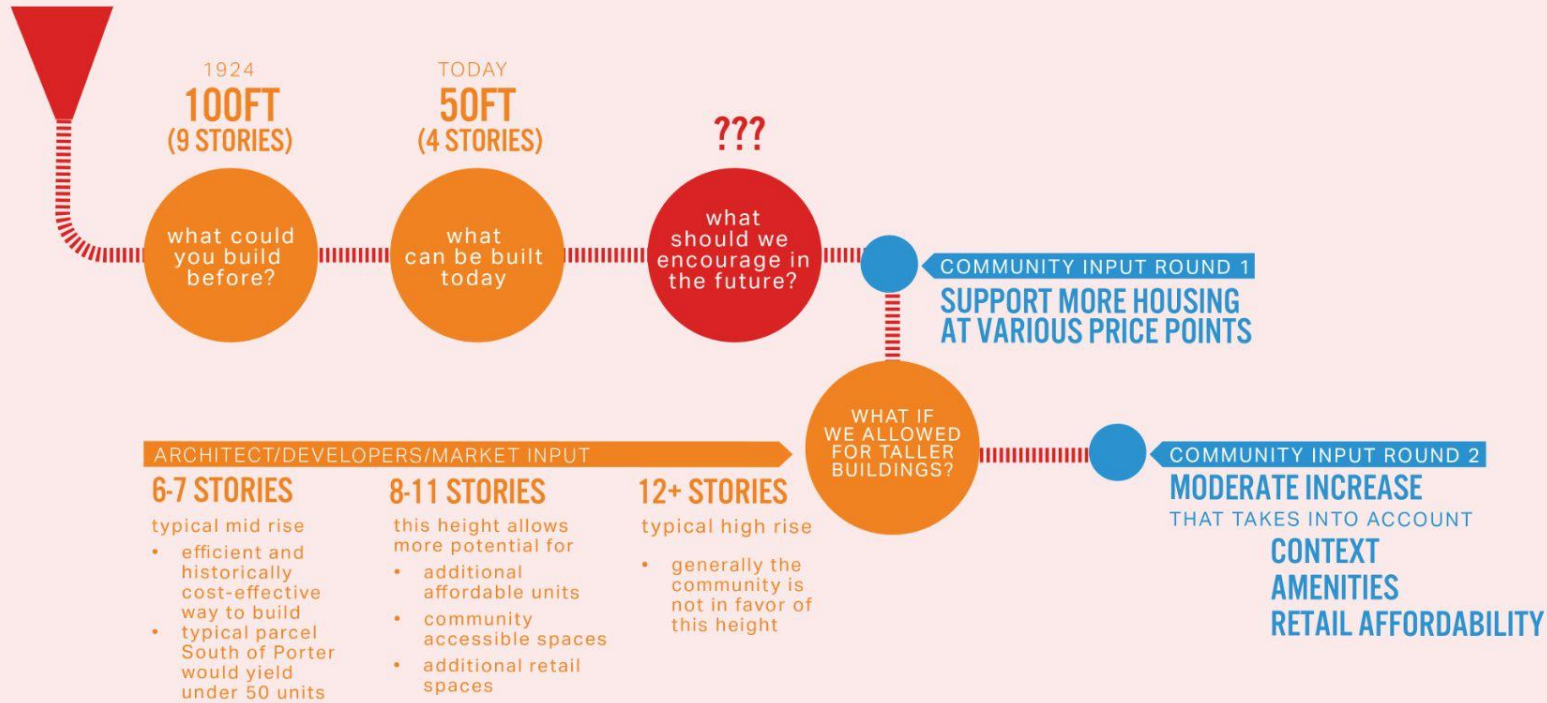 1924
100FT
(9 STORIES)
what could
you build
before?
TODAY
50FT
(4 STORIES)
what
can be built
today
???
what
should we
encourage in
the future?
COMMUNITY INPUT ROUND 1
SUPPORT MORE HOUSING
AT VARIOUS PRICE POINTS
WHAT IF
WE ALLOWED
FOR TALLER
BUILDINGS?
ARCHITECT/DEVELOPERS/MARKET INPUT
6-7 STORIES
typical mid rise
• efficient and
historically
cost-effective
way to build
• typical parcel
South of Porter
would yield
under 50 units
8-11 STORIES
this height allows
more potential for
• additional
affordable units
• community
accessible spaces
• additional retail
spaces
12+ STORIES
typical high rise
• generally the
community is
not in favor of
this height
COMMUNITY INPUT ROUND 2
MODERATE INCREASE
THAT TAKES INTO ACCOUNT
CONTEXT
AMENITIES
RETAIL AFFORDABILITY